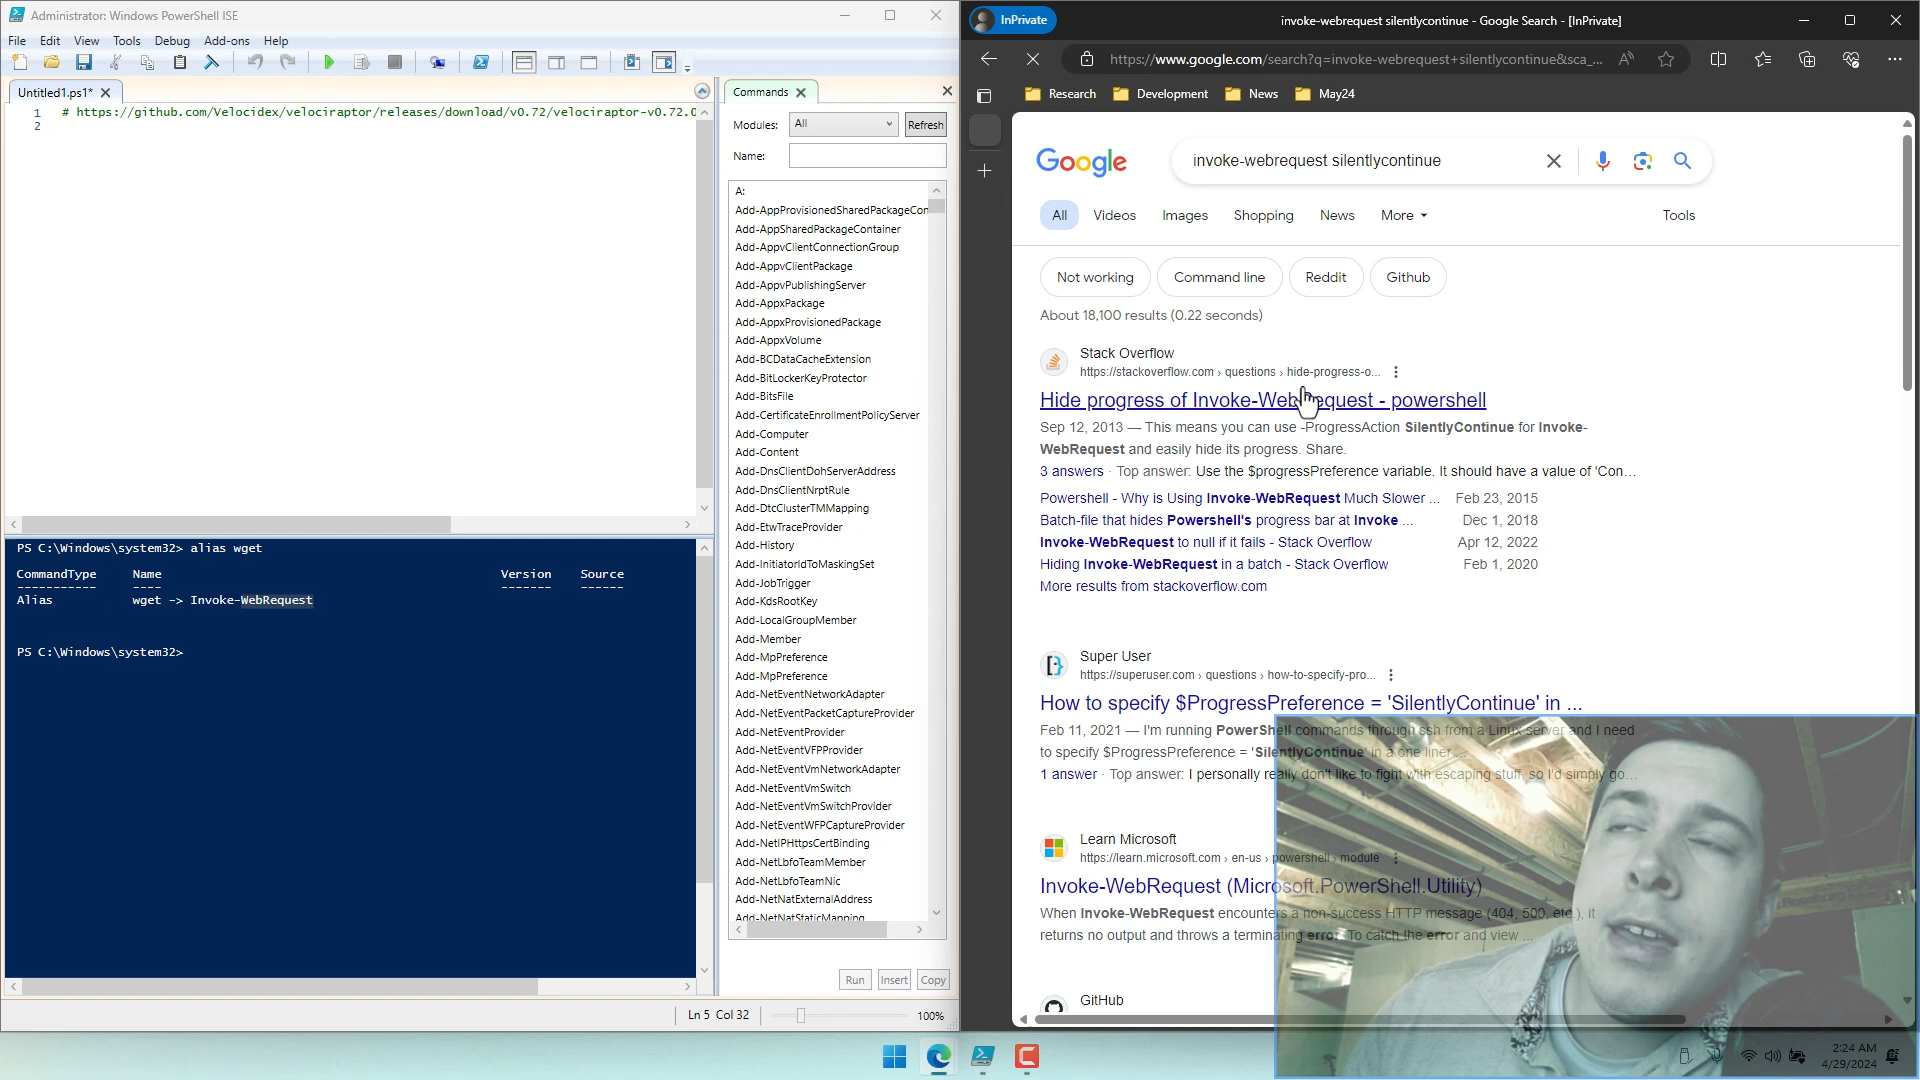 Administrator: Windows PowerShell ISE
File Edit View Tools Debug Add-ons Help
Untitled1.ps1*
1 # https://github.com/Velocidex/velociraptor/releases/download/v0.72/velociraptor-v0.72.0
2
PS C:\Windows\system32> alias wget
CommandType Name Version Source
----------- ---- ------- ------
Alias wget -> Invoke-WebRequest
PS C:\Windows\system32>
Ln 5 Col 32 100%
Commands
Modules: All Refresh
Name:
A:
Add-AppProvisionedSharedPackageCon
Add-AppSharedPackageContainer
Add-AppvClientConnectionGroup
Add-AppvClientPackage
Add-AppvPublishingServer
Add-AppxPackage
Add-AppxProvisionedPackage
Add-AppxVolume
Add-BCDataCacheExtension
Add-BitLockerKeyProtector
Add-BitsFile
Add-CertificateEnrollmentPolicyServer
Add-Computer
Add-Content
Add-DnsClientDohServerAddress
Add-DnsClientNrptRule
Add-DtcClusterTMMapping
Add-EtwTraceProvider
Add-History
Add-InitiatorIdToMaskingSet
Add-JobTrigger
Add-KdsRootKey
Add-LocalGroupMember
Add-Member
Add-MpPreference
Add-MpPreference
Add-NetEventNetworkAdapter
Add-NetEventPacketCaptureProvider
Add-NetEventProvider
Add-NetEventVFPProvider
Add-NetEventVmNetworkAdapter
Add-NetEventVmSwitch
Add-NetEventVmSwitchProvider
Add-NetEventWFPCaptureProvider
Add-NetIPHttpsCertBinding
Add-NetLbfoTeamMember
Add-NetLbfoTeamNic
Add-NetNatExternalAddress
Add-NetNatStaticMapping
Run Insert Copy
InPrivate
invoke-webrequest silentlycontinue - Google Search - [InPrivate]
https://www.google.com/search?q=invoke-webrequest+silentlycontinue&sca_...
Research Development News May24
Google
invoke-webrequest silentlycontinue
All Videos Images Shopping News More Tools
Not working Command line Reddit Github
About 18,100 results (0.22 seconds)
Stack Overflow
https://stackoverflow.com › questions › hide-progress-o...
Hide progress of Invoke-WebRequest - powershell
Sep 12, 2013 — This means you can use -ProgressAction SilentlyContinue for Invoke-
WebRequest and easily hide its progress. Share.
3 answers · Top answer: Use the $progressPreference variable. It should have a value of 'Con...
Powershell - Why is Using Invoke-WebRequest Much Slower ... Feb 23, 2015
Batch-file that hides Powershell's progress bar at Invoke ... Dec 1, 2018
Invoke-WebRequest to null if it fails - Stack Overflow Apr 12, 2022
Hiding Invoke-WebRequest in a batch - Stack Overflow Feb 1, 2020
More results from stackoverflow.com
Super User
https://superuser.com › questions › how-to-specify-pro...
How to specify $ProgressPreference = 'SilentlyContinue' in ...
Feb 11, 2021 — I'm running PowerShell commands through ssh from a Linux server and I need
to specify $ProgressPreference = 'SilentlyContinue' in a one liner ...
1 answer · Top answer: I personally really don't like to fight with escaping stuff, so I'd simply go...
Learn Microsoft
https://learn.microsoft.com › en-us › powershell › module
Invoke-WebRequest (Microsoft.PowerShell.Utility)
When Invoke-WebRequest encounters a non-success HTTP message (404, 500, etc.), it
returns no output and throws a terminating error. To catch the error and view ...
GitHub
2:24 AM
4/29/2024